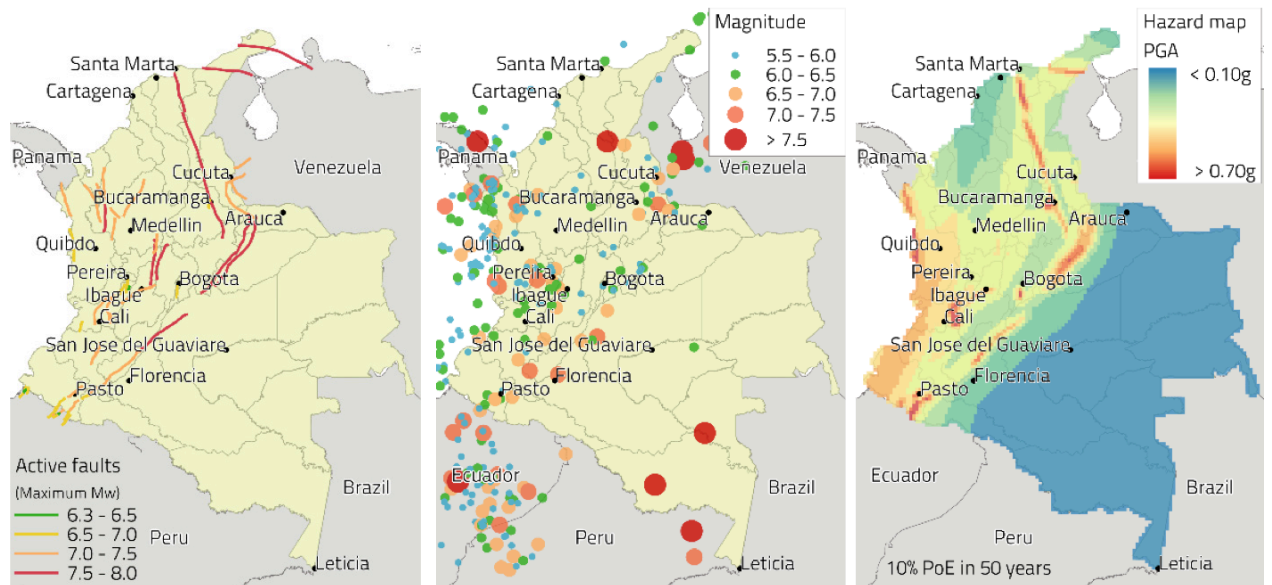 Santa Marta
Cartagena
Panama
Venezuela
Cucuta
Bucaramanga
Arauca
Medellin
Quibdo
Pereira
Bogota
Ibague
Cali
San Jose del Guaviare
Florencia
Pasto
Active faults
(Maximum Mw)
6.3 - 6.5
6.5 - 7.0
7.0 - 7.5
7.5 - 8.0
Brazil
Peru
Leticia
Magnitude
5.5 - 6.0
6.0 - 6.5
6.5 - 7.0
7.0 - 7.5
> 7.5
Santa Marta
Cartagena
Panama
Venezuela
Cucuta
Bucaramanga
Arauca
Medellin
Quibdo
Pereira
Bogota
Ibague
Cali
San Jose del Guaviare
Florencia
Pasto
Ecuador
Brazil
Peru
Leticia
Hazard map
PGA
< 0.10g
> 0.70g
Santa Marta
Cartagena
Panama
Venezuela
Cucuta
Bucaramanga
Arauca
Medellin
Quibdo
Pereira
Bogota
Ibague
Cali
San Jose del Guaviare
Florencia
Pasto
Ecuador
Brazil
Peru
10% PoE in 50 years
Leticia